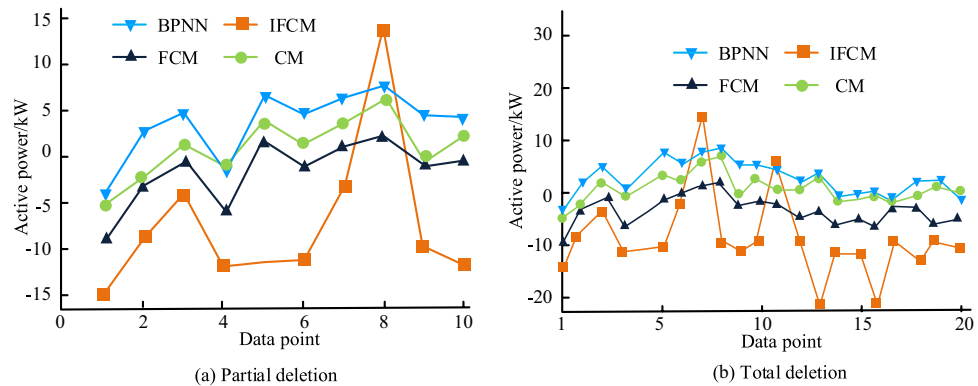 15
10
5
0
-5
-10
-15
Active power/kW
BPNN
IFCM
FCM
CM
0
2
4
6
8
10
Data point
(a) Partial deletion
30
20
10
0
-10
-20
Active power/kW
BPNN
IFCM
FCM
CM
1
5
10
15
20
Data point
(b) Total deletion